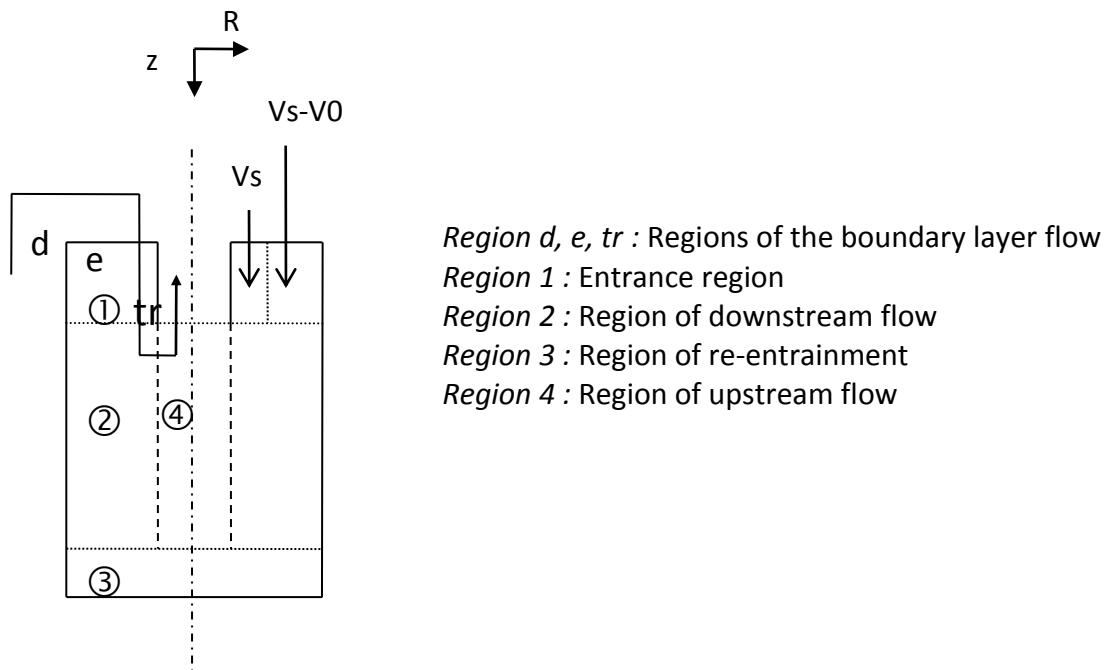 R
z
Vs-V0
Vs
d
e
① tr
② ④
③
Region d, e, tr : Regions of the boundary layer flow
Region 1 : Entrance region
Region 2 : Region of downstream flow
Region 3 : Region of re-entrainment
Region 4 : Region of upstream flow